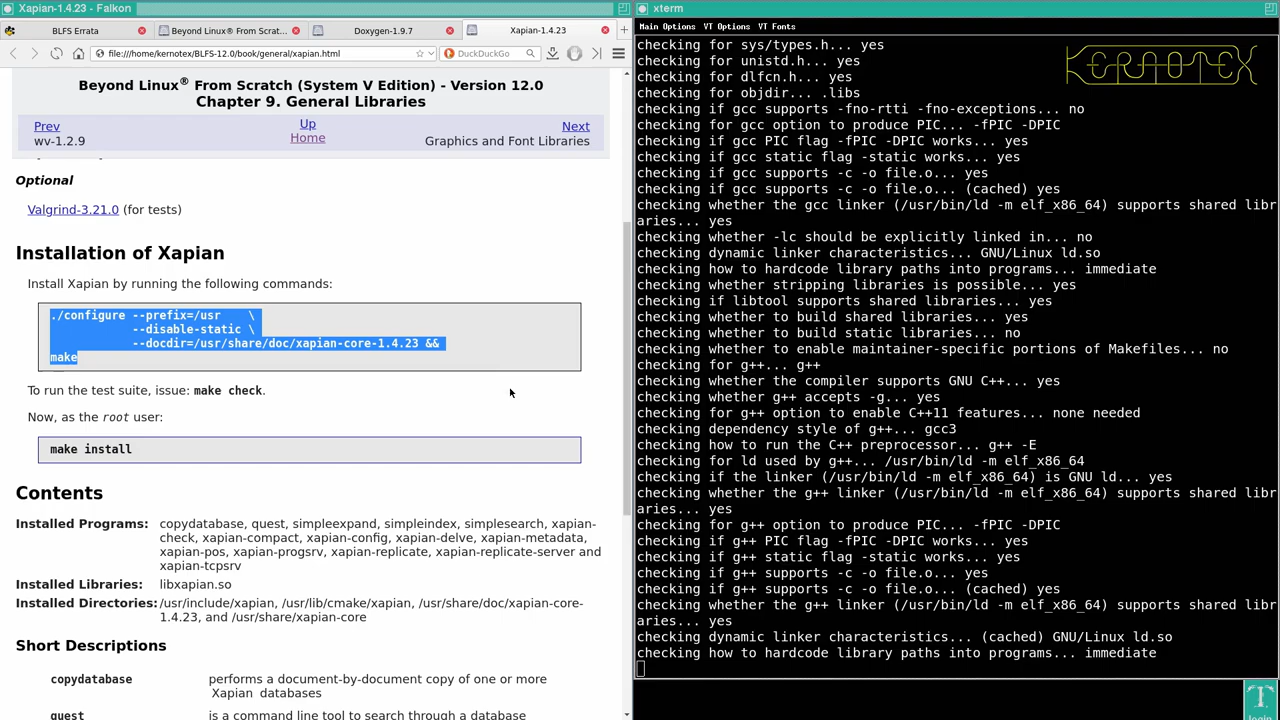 Xapian-1.4.23 - Falkon
BLFS Errata
Beyond Linux® From Scrat...
Doxygen-1.9.7
Xapian-1.4.23
file:///home/kernotex/BLFS-12.0/book/general/xapian.html
DuckDuckGo
Beyond Linux® From Scratch (System V Edition) - Version 12.0
Chapter 9. General Libraries
Prev
Up
Next
wv-1.2.9
Home
Graphics and Font Libraries
Optional
Valgrind-3.21.0 (for tests)
Installation of Xapian
Install Xapian by running the following commands:
./configure --prefix=/usr    \
--disable-static \
--docdir=/usr/share/doc/xapian-core-1.4.23 &&
make
To run the test suite, issue: make check.
Now, as the root user:
make install
Contents
Installed Programs: copydatabase, quest, simpleexpand, simpleindex, simplesearch, xapian-
check, xapian-compact, xapian-config, xapian-delve, xapian-metadata,
xapian-pos, xapian-progsrv, xapian-replicate, xapian-replicate-server and
xapian-tcpsrv
Installed Libraries: libxapian.so
Installed Directories: /usr/include/xapian, /usr/lib/cmake/xapian, /usr/share/doc/xapian-core-
1.4.23, and /usr/share/xapian-core
Short Descriptions
copydatabase performs a document-by-document copy of one or more
Xapian databases
quest is a command line tool to search through a database
xterm
Main Options VT Options VT Fonts
KERNOTEX
checking for sys/types.h... yes
checking for unistd.h... yes
checking for dlfcn.h... yes
checking for objdir... .libs
checking if gcc supports -fno-rtti -fno-exceptions... no
checking for gcc option to produce PIC... -fPIC -DPIC
checking if gcc PIC flag -fPIC -DPIC works... yes
checking if gcc static flag -static works... yes
checking if gcc supports -c -o file.o... yes
checking if gcc supports -c -o file.o... (cached) yes
checking whether the gcc linker (/usr/bin/ld -m elf_x86_64) supports shared libr
aries... yes
checking whether -lc should be explicitly linked in... no
checking dynamic linker characteristics... GNU/Linux ld.so
checking how to hardcode library paths into programs... immediate
checking whether stripping libraries is possible... yes
checking if libtool supports shared libraries... yes
checking whether to build shared libraries... yes
checking whether to build static libraries... no
checking whether to enable maintainer-specific portions of Makefiles... no
checking for g++... g++
checking whether the compiler supports GNU C++... yes
checking whether g++ accepts -g... yes
checking for g++ option to enable C++11 features... none needed
checking dependency style of g++... gcc3
checking how to run the C++ preprocessor... g++ -E
checking for ld used by g++... /usr/bin/ld -m elf_x86_64
checking if the linker (/usr/bin/ld -m elf_x86_64) is GNU ld... yes
checking whether the g++ linker (/usr/bin/ld -m elf_x86_64) supports shared libr
aries... yes
checking for g++ option to produce PIC... -fPIC -DPIC
checking if g++ PIC flag -fPIC -DPIC works... yes
checking if g++ static flag -static works... yes
checking if g++ supports -c -o file.o... yes
checking if g++ supports -c -o file.o... (cached) yes
checking whether the g++ linker (/usr/bin/ld -m elf_x86_64) supports shared libr
aries... yes
checking dynamic linker characteristics... (cached) GNU/Linux ld.so
checking how to hardcode library paths into programs... immediate
login